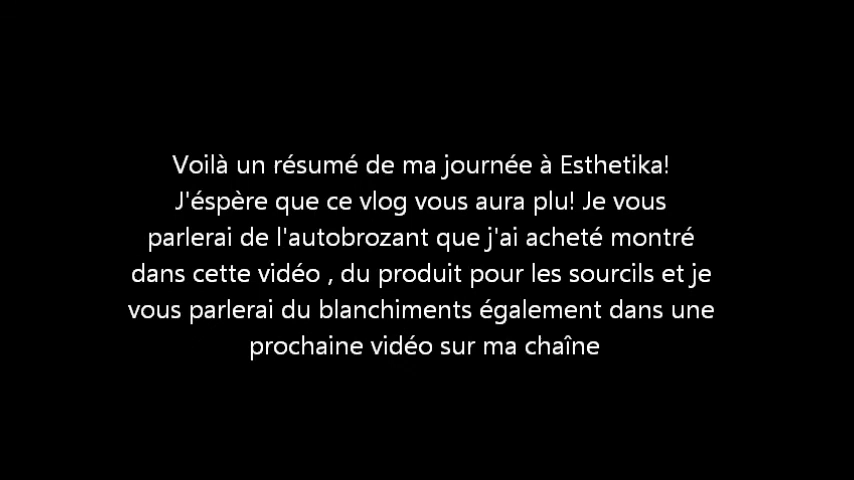 Voilà un résumé de ma journée à Esthetika!
J'éspère que ce vlog vous aura plu! Je vous
parlerai de l'autobrozant que j'ai acheté montré
dans cette vidéo , du produit pour les sourcils et je
vous parlerai du blanchiments également dans une
prochaine vidéo sur ma chaîne